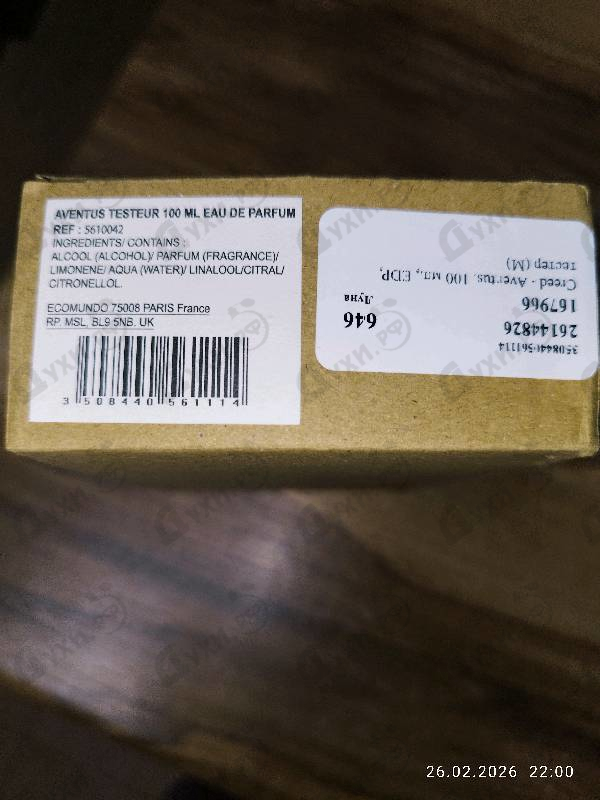 AVENTUS TESTEUR 100 ML EAU DE PARFUM
REF : 5610042
INGREDIENTS/ CONTAINS :
ALCOOL (ALCOHOL)/ PARFUM (FRAGRANCE)/
LIMONENE/ AQUA (WATER)/ LINALOOL/CITRAL/
CITRONELLOL.
ECOMUNDO 75008 PARIS France
RP, MSL, BL9 5NB. UK
3 508440 561114
3508440561114
26144826
167966
Creed - Aventus, 100 мл., EDP,
тестер (М)
646
Луна
Духи.рф
26.02.2026 22:00